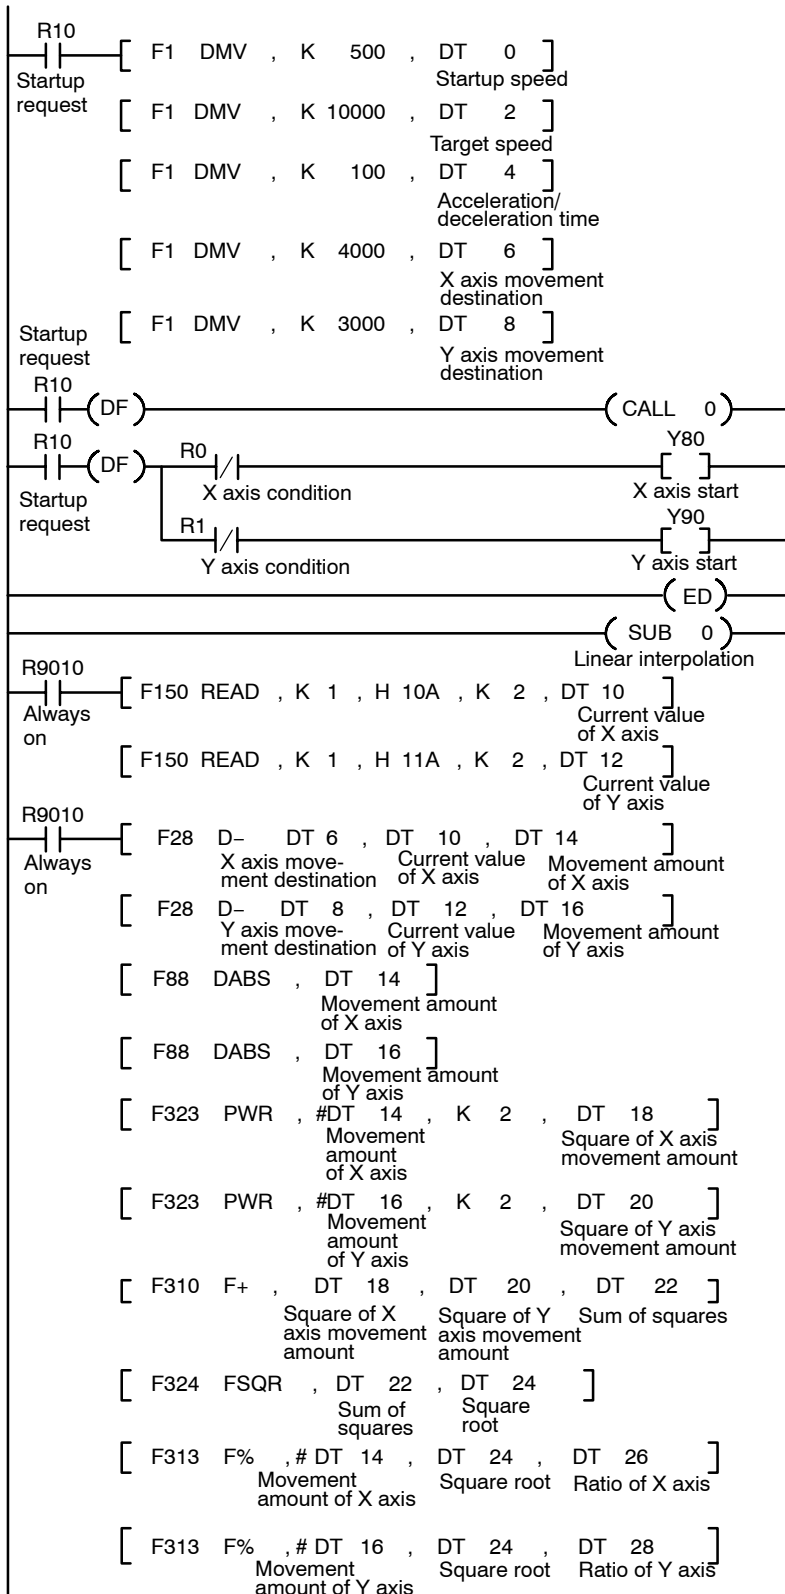 R10
[ F1 DMV , K 500 , DT 0 ]
Startup request
Startup speed
[ F1 DMV , K 10000 , DT 2 ]
Target speed
[ F1 DMV , K 100 , DT 4 ]
Acceleration/
deceleration time
[ F1 DMV , K 4000 , DT 6 ]
X axis movement
destination
[ F1 DMV , K 3000 , DT 8 ]
Y axis movement
destination
Startup
request
R10
(DF) (CALL 0)
R10
(DF)
Startup
request
R0
X axis condition
Y80
[ ]
X axis start
R1
Y axis condition
Y90
[ ]
Y axis start
(ED)
(SUB 0)
Linear interpolation
R9010
Always
on
[ F150 READ , K 1 , H 10A , K 2 , DT 10 ]
Current value
of X axis
[ F150 READ , K 1 , H 11A , K 2 , DT 12 ]
Current value
of Y axis
R9010
Always
on
[ F28 D− DT 6 , DT 10 , DT 14 ]
X axis move-
ment destination
Current value
of X axis
Movement amount
of X axis
[ F28 D− DT 8 , DT 12 , DT 16 ]
Y axis move-
ment destination
Current value
of Y axis
Movement amount
of Y axis
[ F88 DABS , DT 14 ]
Movement amount
of X axis
[ F88 DABS , DT 16 ]
Movement amount
of Y axis
[ F323 PWR , #DT 14 , K 2 , DT 18 ]
Movement
amount
of X axis
Square of X axis
movement amount
[ F323 PWR , #DT 16 , K 2 , DT 20 ]
Movement
amount
of Y axis
Square of Y axis
movement amount
[ F310 F+ , DT 18 , DT 20 , DT 22 ]
Square of X
axis movement
amount
Square of Y
axis movement
amount
Sum of squares
[ F324 FSQR , DT 22 , DT 24 ]
Sum of
squares
Square
root
[ F313 F% ,# DT 14 , DT 24 , DT 26 ]
Movement
amount of X axis
Square root
Ratio of X axis
[ F313 F% ,# DT 16 , DT 24 , DT 28 ]
Movement
amount of Y axis
Square root
Ratio of Y axis